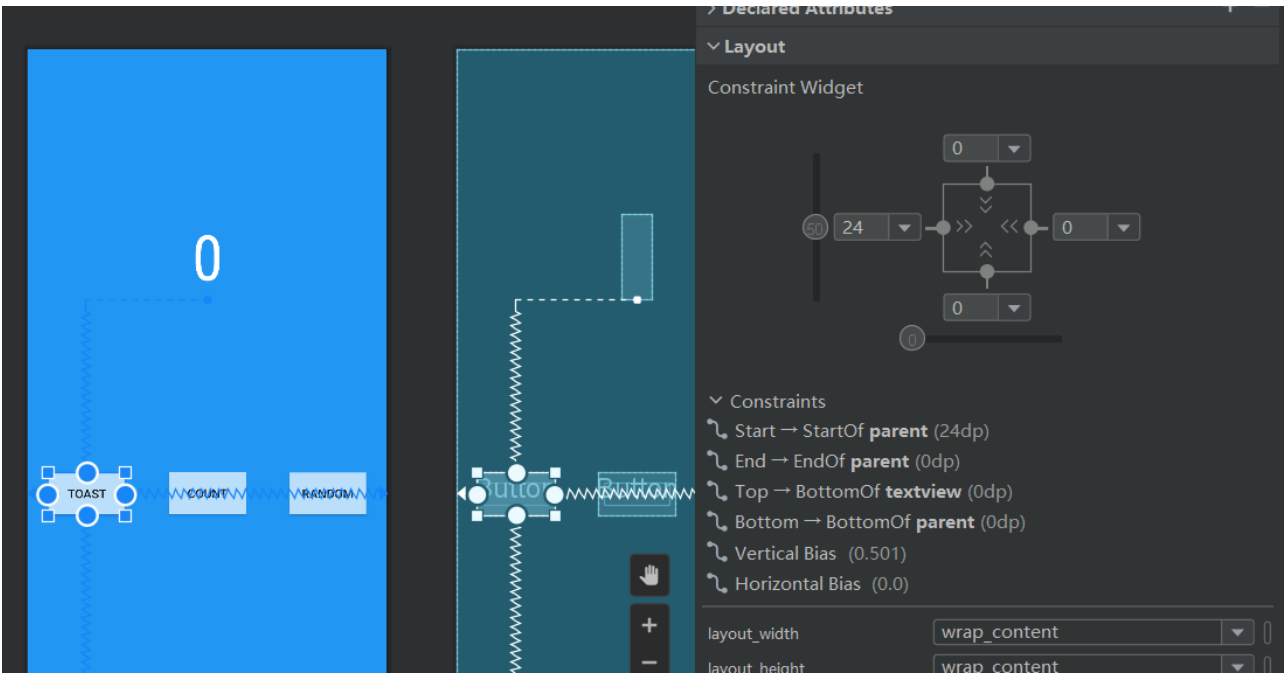 Declared Attributes
Layout
Constraint Widget
0
50
24
0
0
0
Constraints
Start → StartOf parent (24dp)
End → EndOf parent (0dp)
Top → BottomOf textview (0dp)
Bottom → BottomOf parent (0dp)
Vertical Bias (0.501)
Horizontal Bias (0.0)
layout_width
wrap_content
layout_height
wrap_content
0
TOAST
COUNT
RANDOM
Button
Button